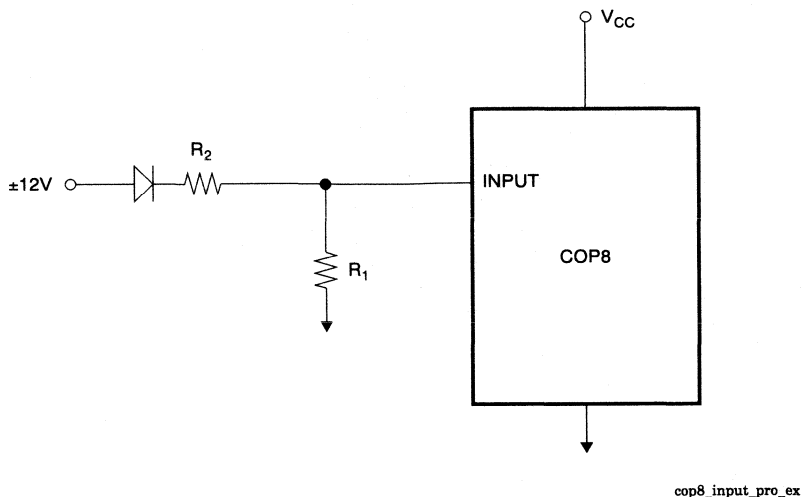 V_CC
R_2
±12V
INPUT
R_1
COP8
cop8_input_pro_ex